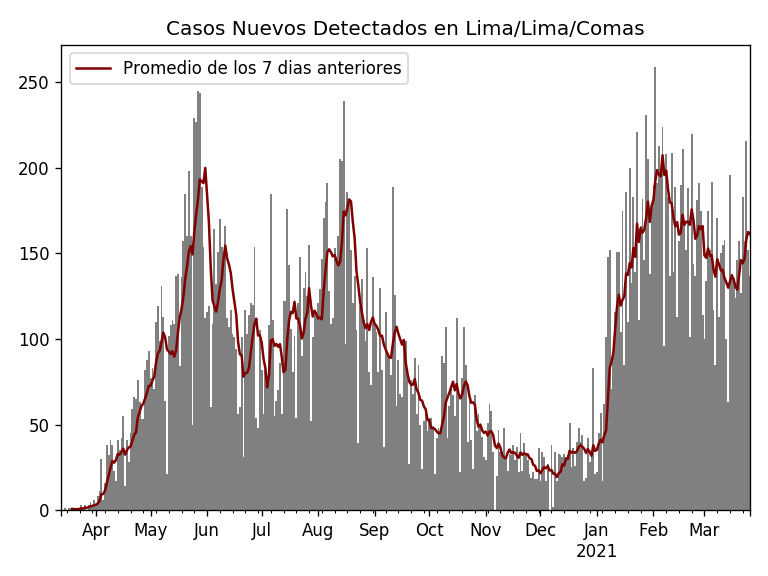 Casos Nuevos Detectados en Lima/Lima/Comas
Promedio de los 7 dias anteriores
250
200
150
100
50
0
Apr May Jun Jul Aug Sep Oct Nov Dec Jan Feb Mar
2021